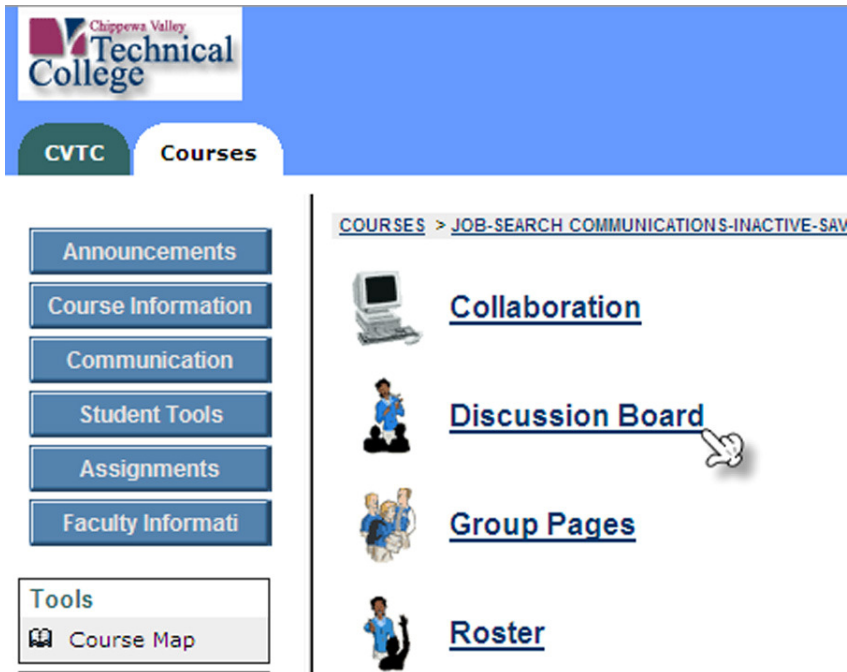 Chippewa Valley
Technical
College
CVTC
Courses
Announcements
Course Information
Communication
Student Tools
Assignments
Faculty Informati
Tools
Course Map
COURSES > JOB-SEARCH COMMUNICATIONS-INACTIVE-SAV
Collaboration
Discussion Board
Group Pages
Roster